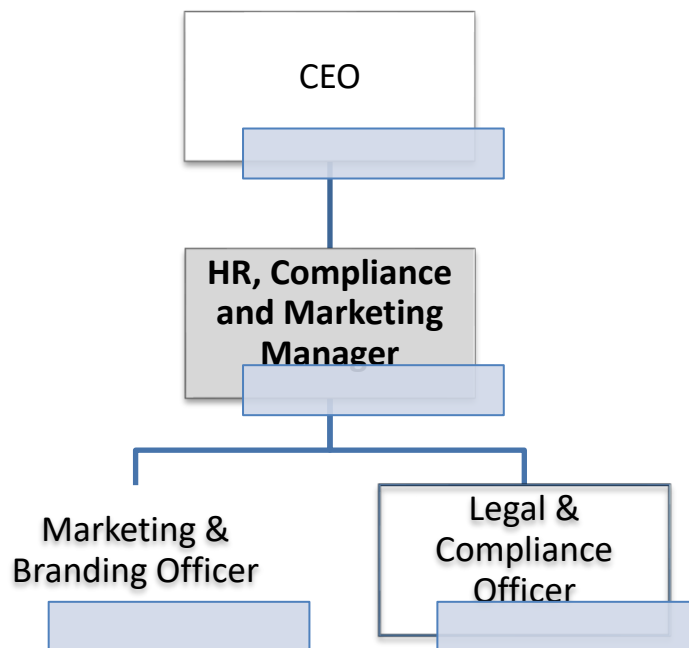 CEO
HR, Compliance
and Marketing
Manager
Marketing &
Branding Officer
Legal &
Compliance
Officer